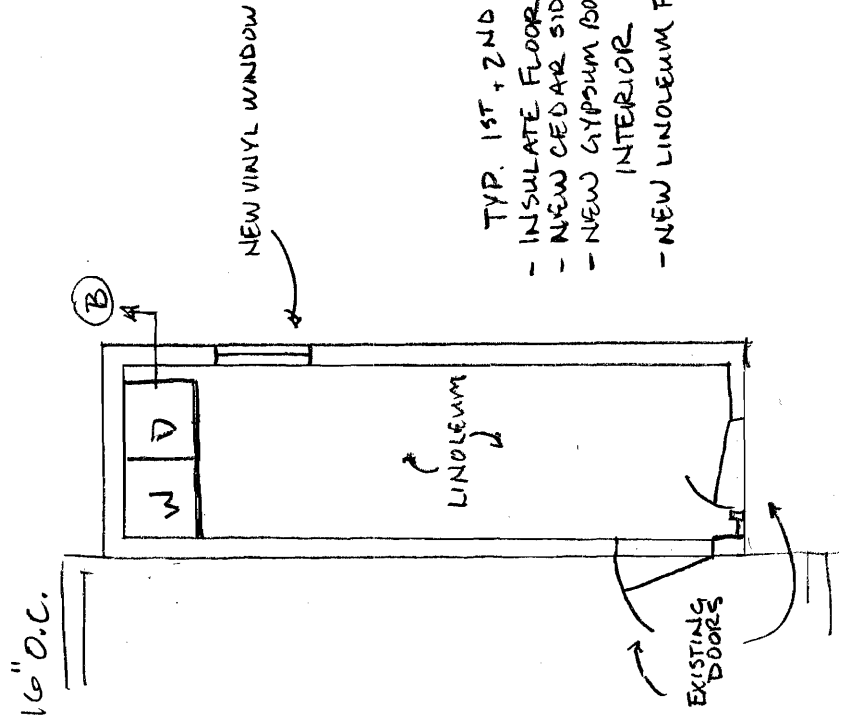 16" O.C.
B
NEW VINYL WINDOW
W
D
LINOLEUM
EXISTING
DOORS
TYP. 1ST + 2ND
- INSULATE FLOOR
- NEW CEDAR SID
- NEW GYPSUM BO
INTERIOR
- NEW LINOLEUM F